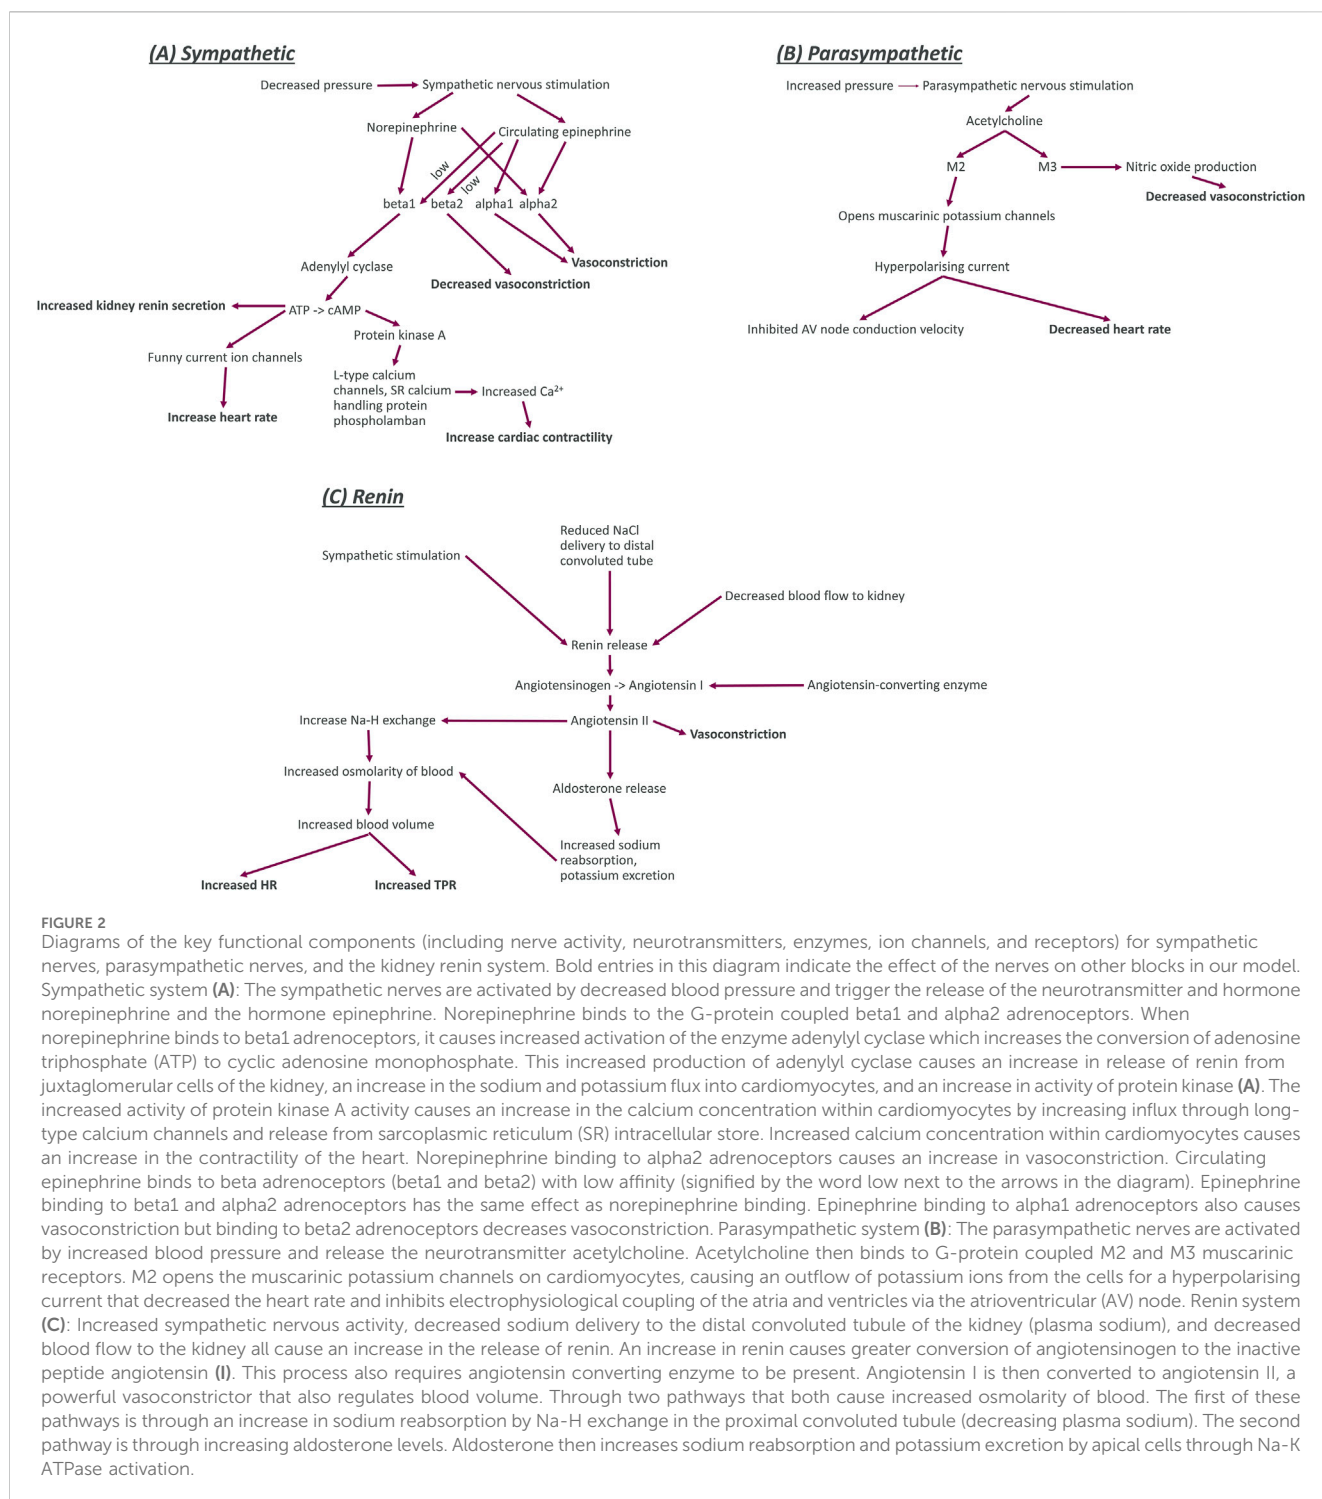 (A) Sympathetic
Decreased pressure
Sympathetic nervous stimulation
Norepinephrine
Circulating epinephrine
low
low
beta1
beta2
alpha1
alpha2
Adenylyl cyclase
Vasoconstriction
Decreased vasoconstriction
Increased kidney renin secretion
ATP -> cAMP
Protein kinase A
Funny current ion channels
L-type calcium
channels, SR calcium
handling protein
phospholamban
Increased Ca²⁺
Increase heart rate
Increase cardiac contractility
(B) Parasympathetic
Increased pressure
Parasympathetic nervous stimulation
Acetylcholine
M2
M3
Nitric oxide production
Decreased vasoconstriction
Opens muscarinic potassium channels
Hyperpolarising current
Inhibited AV node conduction velocity
Decreased heart rate
(C) Renin
Sympathetic stimulation
Reduced NaCl
delivery to distal
convoluted tube
Decreased blood flow to kidney
Renin release
Angiotensinogen -> Angiotensin I
Angiotensin-converting enzyme
Increase Na-H exchange
Angiotensin II
Vasoconstriction
Increased osmolarity of blood
Aldosterone release
Increased blood volume
Increased sodium
reabsorption,
potassium excretion
Increased HR
Increased TPR
FIGURE 2
Diagrams of the key functional components (including nerve activity, neurotransmitters, enzymes, ion channels, and receptors) for sympathetic
nerves, parasympathetic nerves, and the kidney renin system. Bold entries in this diagram indicate the effect of the nerves on other blocks in our model.
Sympathetic system (A): The sympathetic nerves are activated by decreased blood pressure and trigger the release of the neurotransmitter and hormone
norepinephrine and the hormone epinephrine. Norepinephrine binds to the G-protein coupled beta1 and alpha2 adrenoceptors. When
norepinephrine binds to beta1 adrenoceptors, it causes increased activation of the enzyme adenylyl cyclase which increases the conversion of adenosine
triphosphate (ATP) to cyclic adenosine monophosphate. This increased production of adenylyl cyclase causes an increase in release of renin from
juxtaglomerular cells of the kidney, an increase in the sodium and potassium flux into cardiomyocytes, and an increase in activity of protein kinase (A). The
increased activity of protein kinase A activity causes an increase in the calcium concentration within cardiomyocytes by increasing influx through long-
type calcium channels and release from sarcoplasmic reticulum (SR) intracellular store. Increased calcium concentration within cardiomyocytes causes
an increase in the contractility of the heart. Norepinephrine binding to alpha2 adrenoceptors causes an increase in vasoconstriction. Circulating
epinephrine binds to beta adrenoceptors (beta1 and beta2) with low affinity (signified by the word low next to the arrows in the diagram). Epinephrine
binding to beta1 and alpha2 adrenoceptors has the same effect as norepinephrine binding. Epinephrine binding to alpha1 adrenoceptors also causes
vasoconstriction but binding to beta2 adrenoceptors decreases vasoconstriction. Parasympathetic system (B): The parasympathetic nerves are activated
by increased blood pressure and release the neurotransmitter acetylcholine. Acetylcholine then binds to G-protein coupled M2 and M3 muscarinic
receptors. M2 opens the muscarinic potassium channels on cardiomyocytes, causing an outflow of potassium ions from the cells for a hyperpolarising
current that decreased the heart rate and inhibits electrophysiological coupling of the atria and ventricles via the atrioventricular (AV) node. Renin system
(C): Increased sympathetic nervous activity, decreased sodium delivery to the distal convoluted tubule of the kidney (plasma sodium), and decreased
blood flow to the kidney all cause an increase in the release of renin. An increase in renin causes greater conversion of angiotensinogen to the inactive
peptide angiotensin (I). This process also requires angiotensin converting enzyme to be present. Angiotensin I is then converted to angiotensin II, a
powerful vasoconstrictor that also regulates blood volume. Through two pathways that both cause increased osmolarity of blood. The first of these
pathways is through an increase in sodium reabsorption by Na-H exchange in the proximal convoluted tubule (decreasing plasma sodium). The second
pathway is through increasing aldosterone levels. Aldosterone then increases sodium reabsorption and potassium excretion by apical cells through Na-K
ATPase activation.